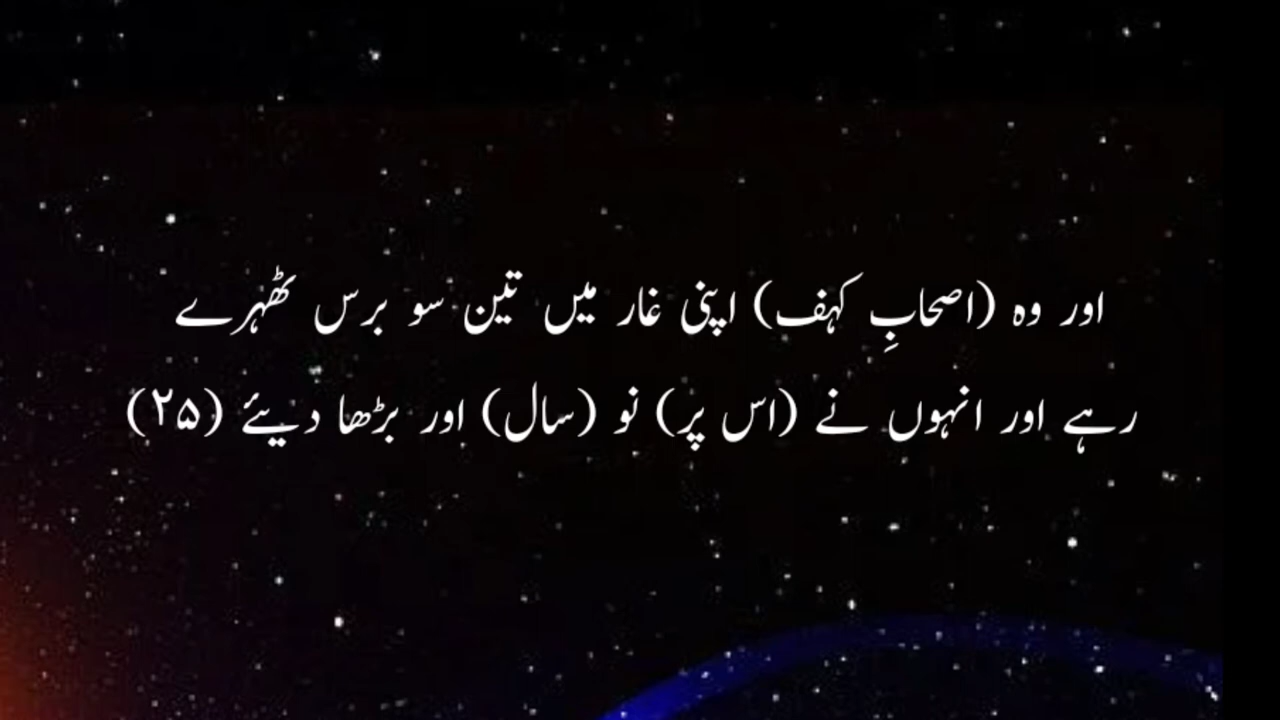 اور وہ (اصحابِ کہف) اپنی غار میں تین سو برس ٹھہرے
رہے اور انہوں نے (اس پر) نو (سال) اور بڑھا دیئے (۲۵)